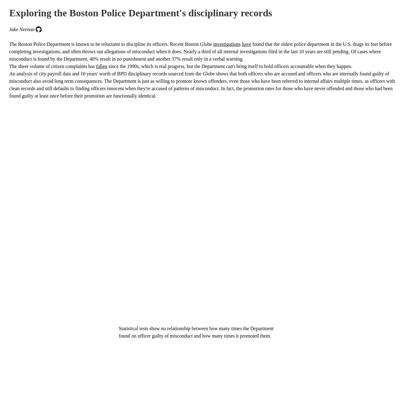 Exploring the Boston Police Department's disciplinary records
Jake Neenan
The Boston Police Department is known to be reluctant to discipline its officers. Recent Boston Globe investigations have found that the oldest police department in the U.S. drags its feet before
completing investigations, and often throws out allegations of misconduct when it does. Nearly a third of all internal investigations filed in the last 10 years are still pending. Of cases where
misconduct is found by the Department, 40% result in no punishment and another 37% result only in a verbal warning.
The sheer volume of citizen complaints has fallen since the 1990s, which is real progress, but the Department can't bring itself to hold officers accountable when they happen.
An analysis of city payroll data and 10 years' worth of BPD disciplinary records sourced from the Globe shows that both officers who are accused and officers who are internally found guilty of
misconduct also avoid long term consequences. The Department is just as willing to promote known offenders, even those who have been referred to internal affairs multiple times, as officers with
clean records and still defaults to finding officers innocent when they're accused of patterns of misconduct. In fact, the promotion rates for those who have never offended and those who had been
found guilty at least once before their promotion are functionally identical.
Statistical tests show no relationship between how many times the Department
found on officer guilty of misconduct and how many times it promoted them.